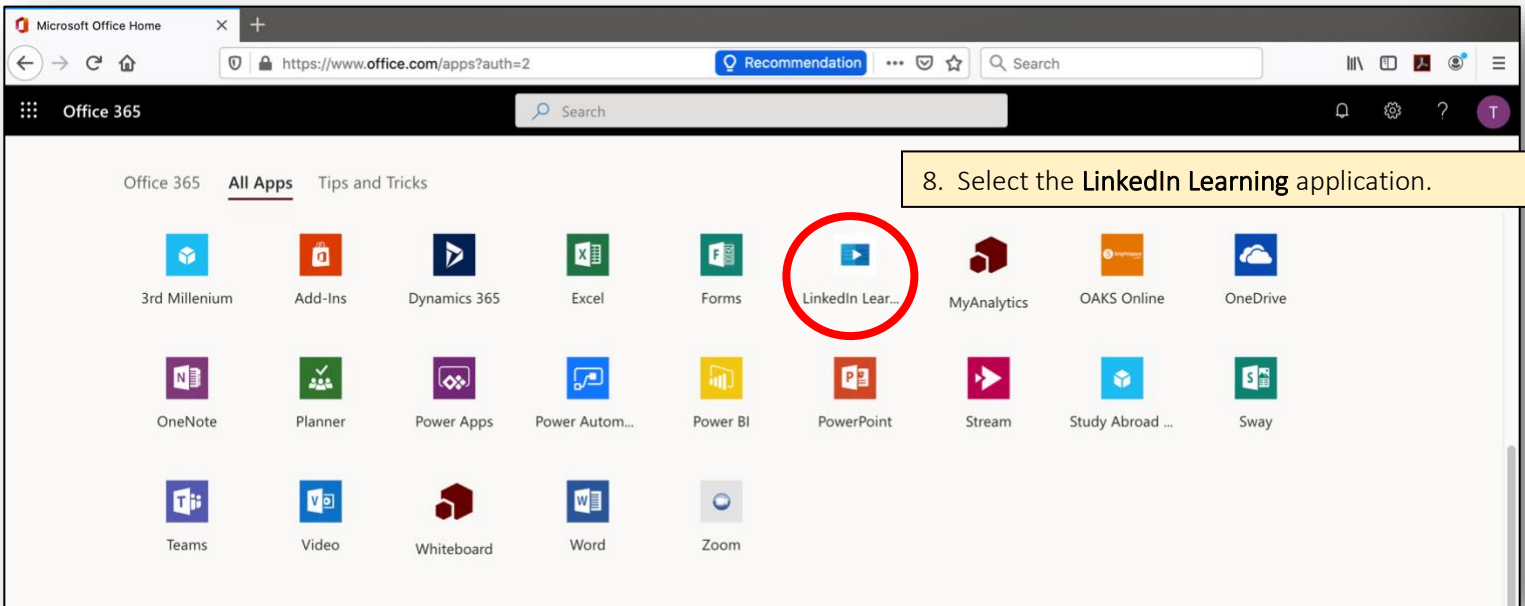 Microsoft Office Home
https://www.office.com/apps?auth=2
Recommendation
Search
Office 365
Search
?
T
8. Select the LinkedIn Learning application.
Office 365 All Apps Tips and Tricks
3rd Millenium Add-Ins Dynamics 365 Excel Forms LinkedIn Lear... MyAnalytics OAKS Online OneDrive
OneNote Planner Power Apps Power Autom... Power BI PowerPoint Stream Study Abroad ... Sway
Teams Video Whiteboard Word Zoom